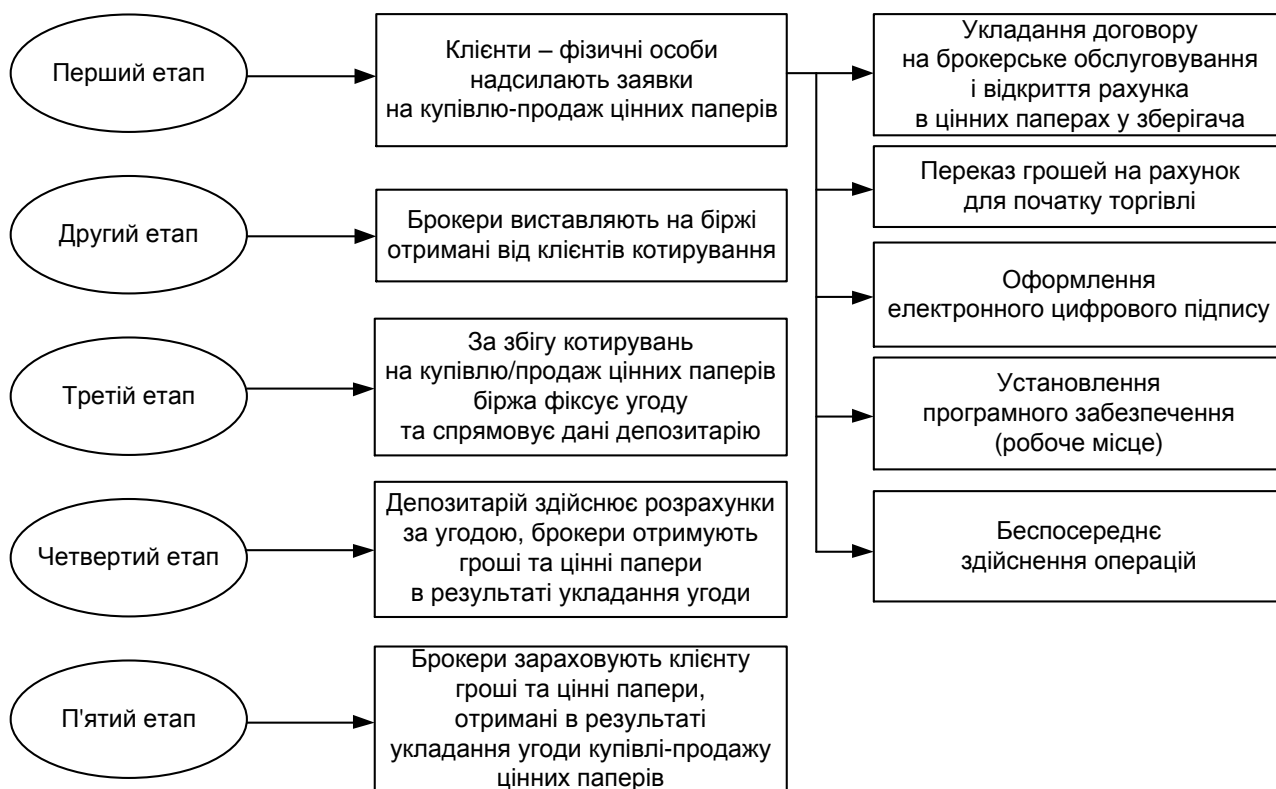 Перший етап
Клієнти – фізичні особи
надсилають заявки
на купівлю-продаж цінних паперів
Укладання договору
на брокерське обслуговування
і відкриття рахунка
в цінних паперах у зберігача
Переказ грошей на рахунок
для початку торгівлі
Оформлення
електронного цифрового підпису
Установлення
програмного забезпечення
(робоче місце)
Беспосереднє
здійснення операцій
Другий етап
Брокери виставляють на біржі
отримані від клієнтів котирування
Третій етап
За збігу котирувань
на купівлю/продаж цінних паперів
біржа фіксує угоду
та спрямовує дані депозитарію
Четвертий етап
Депозитарій здійснює розрахунки
за угодою, брокери отримують
гроші та цінні папери
в результаті укладання угоди
П'ятий етап
Брокери зараховують клієнту
гроші та цінні папери,
отримані в результаті
укладання угоди купівлі-продажу
цінних паперів